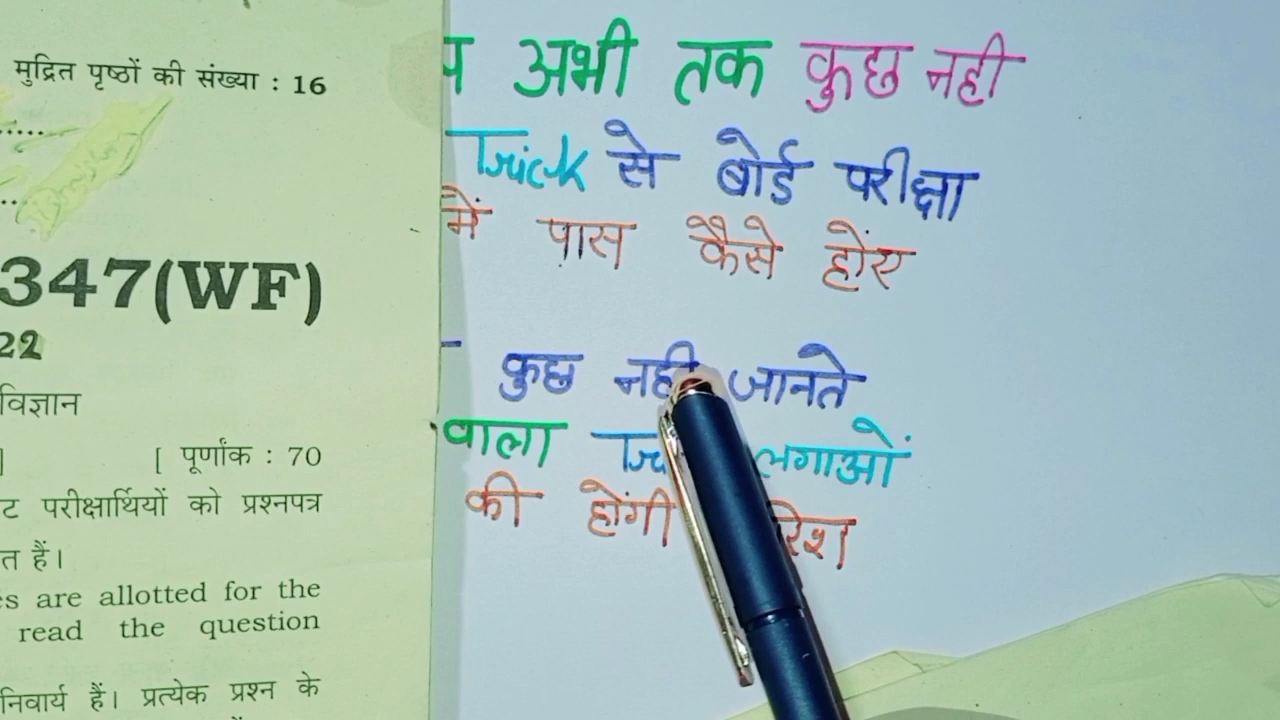 मुद्रित पृष्ठों की संख्या : 16
347(WF)
22
विज्ञान
] [ पूर्णांक : 70
परीक्षार्थियों को प्रश्नपत्र
हैं।
are allotted for the
read the question
हैं। प्रत्येक प्रश्न के
अभी तक कुछ नही
Trick से बोर्ड परीक्षा
में पास कैसे होंए
- कुछ नही जानते
वाला लगाओं
की होंगी